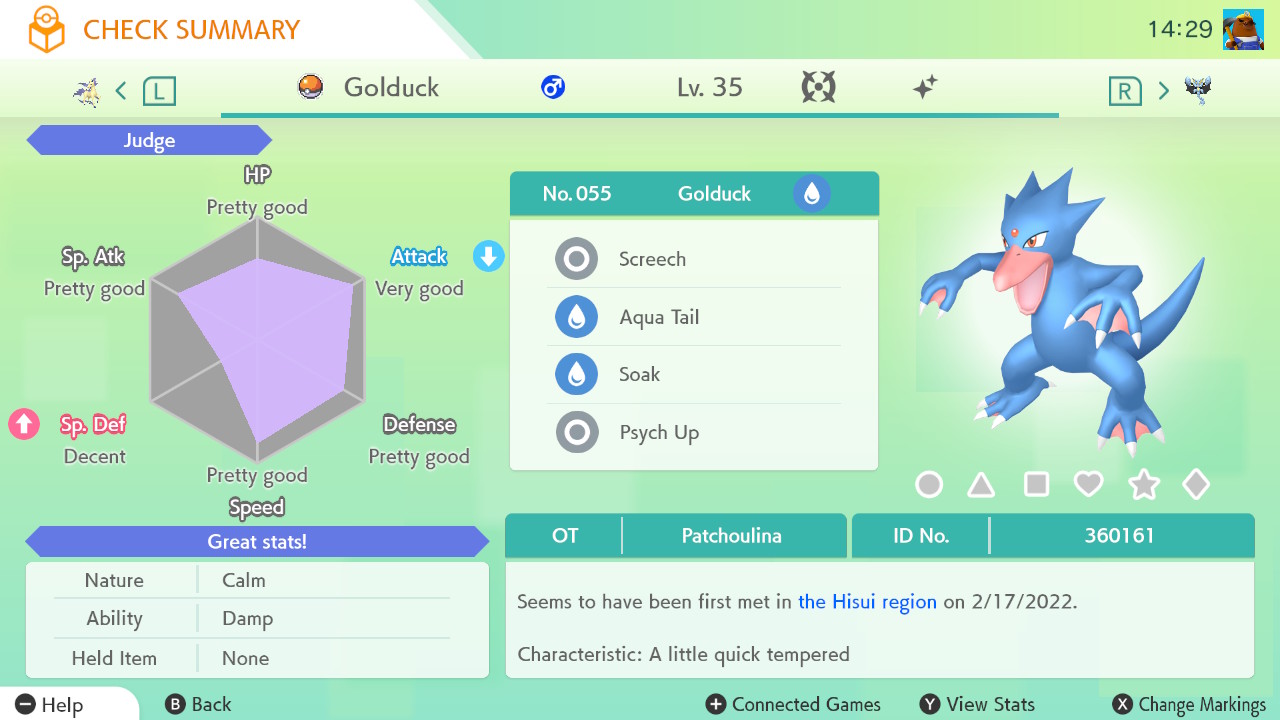 CHECK SUMMARY
14:29
L
Golduck
Lv. 35
R
Judge
HP
Pretty good
Sp. Atk
Pretty good
Attack
Very good
Sp. Def
Decent
Defense
Pretty good
Pretty good
Speed
Great stats!
Nature Calm
Ability Damp
Held Item None
No. 055 Golduck
Screech
Aqua Tail
Soak
Psych Up
OT Patchoulina
ID No. 360161
Seems to have been first met in the Hisui region on 2/17/2022.
Characteristic: A little quick tempered
Help
B Back
Connected Games
Y View Stats
X Change Markings